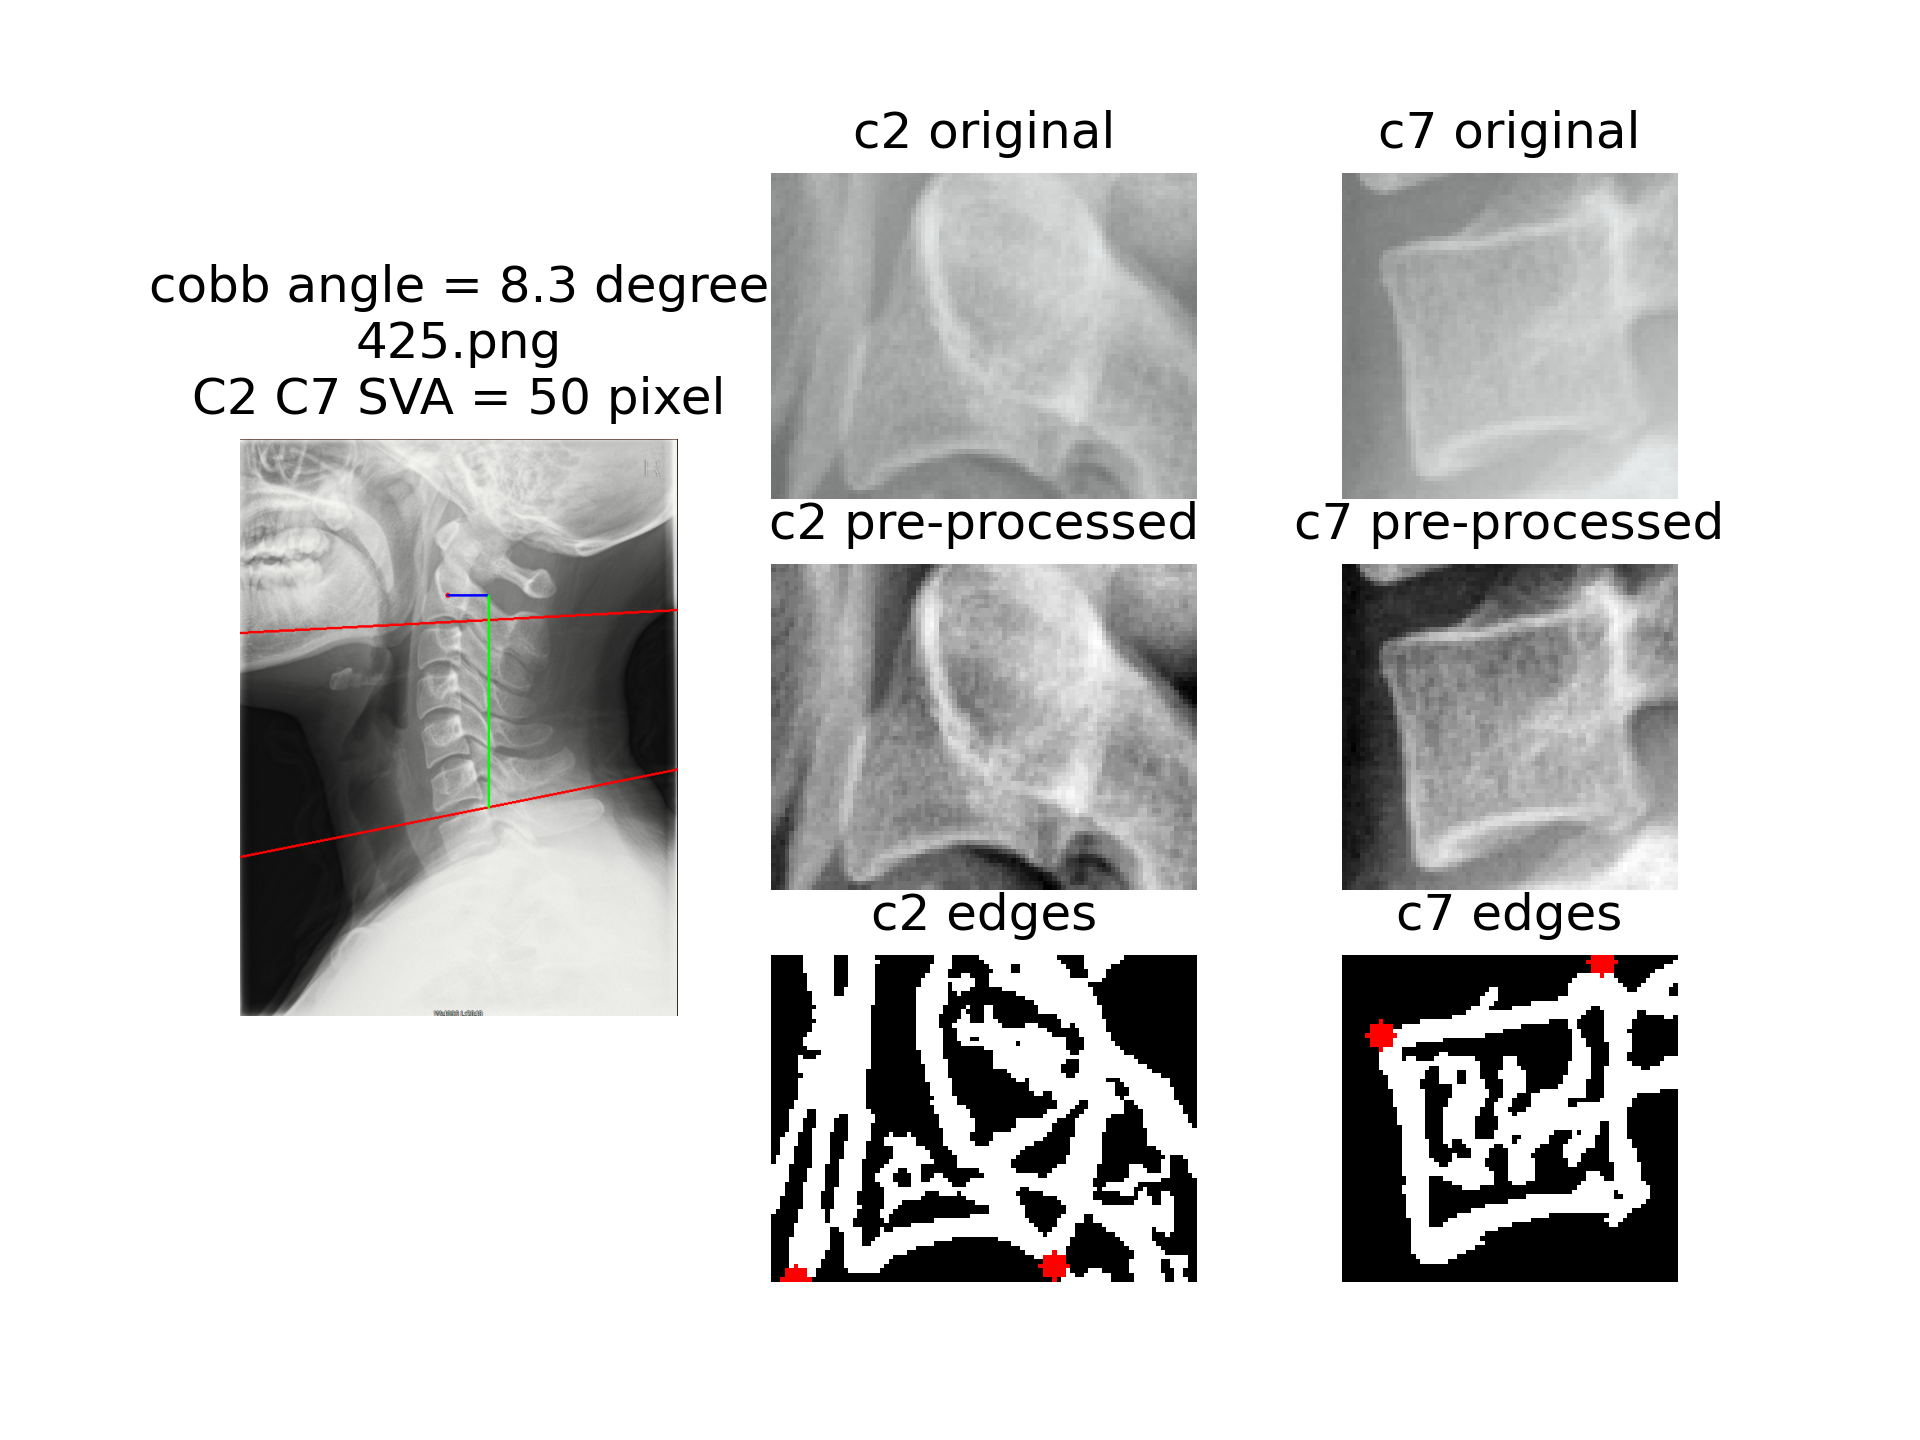 cobb angle = 8.3 degree
425.png
C2 C7 SVA = 50 pixel
c2 original
c7 original
c2 pre-processed
c7 pre-processed
c2 edges
c7 edges